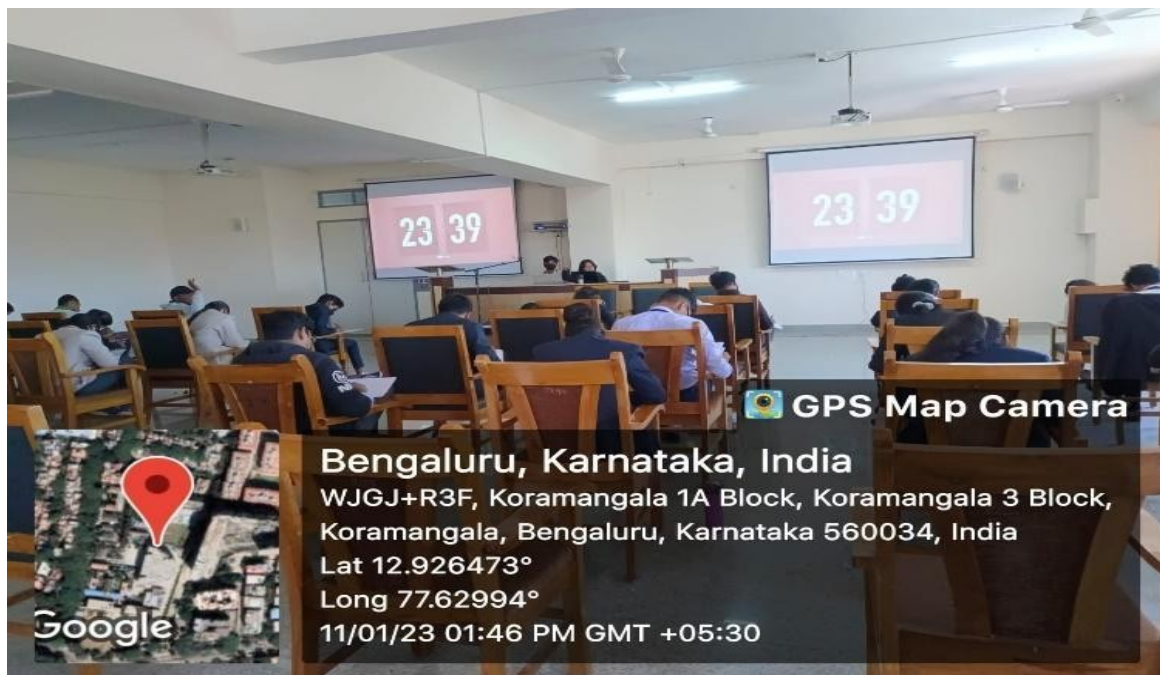 23 39
23 39
GPS Map Camera
Bengaluru, Karnataka, India
WJGJ+R3F, Koramangala 1A Block, Koramangala 3 Block,
Koramangala, Bengaluru, Karnataka 560034, India
Lat 12.926473°
Long 77.62994°
11/01/23 01:46 PM GMT +05:30
Google